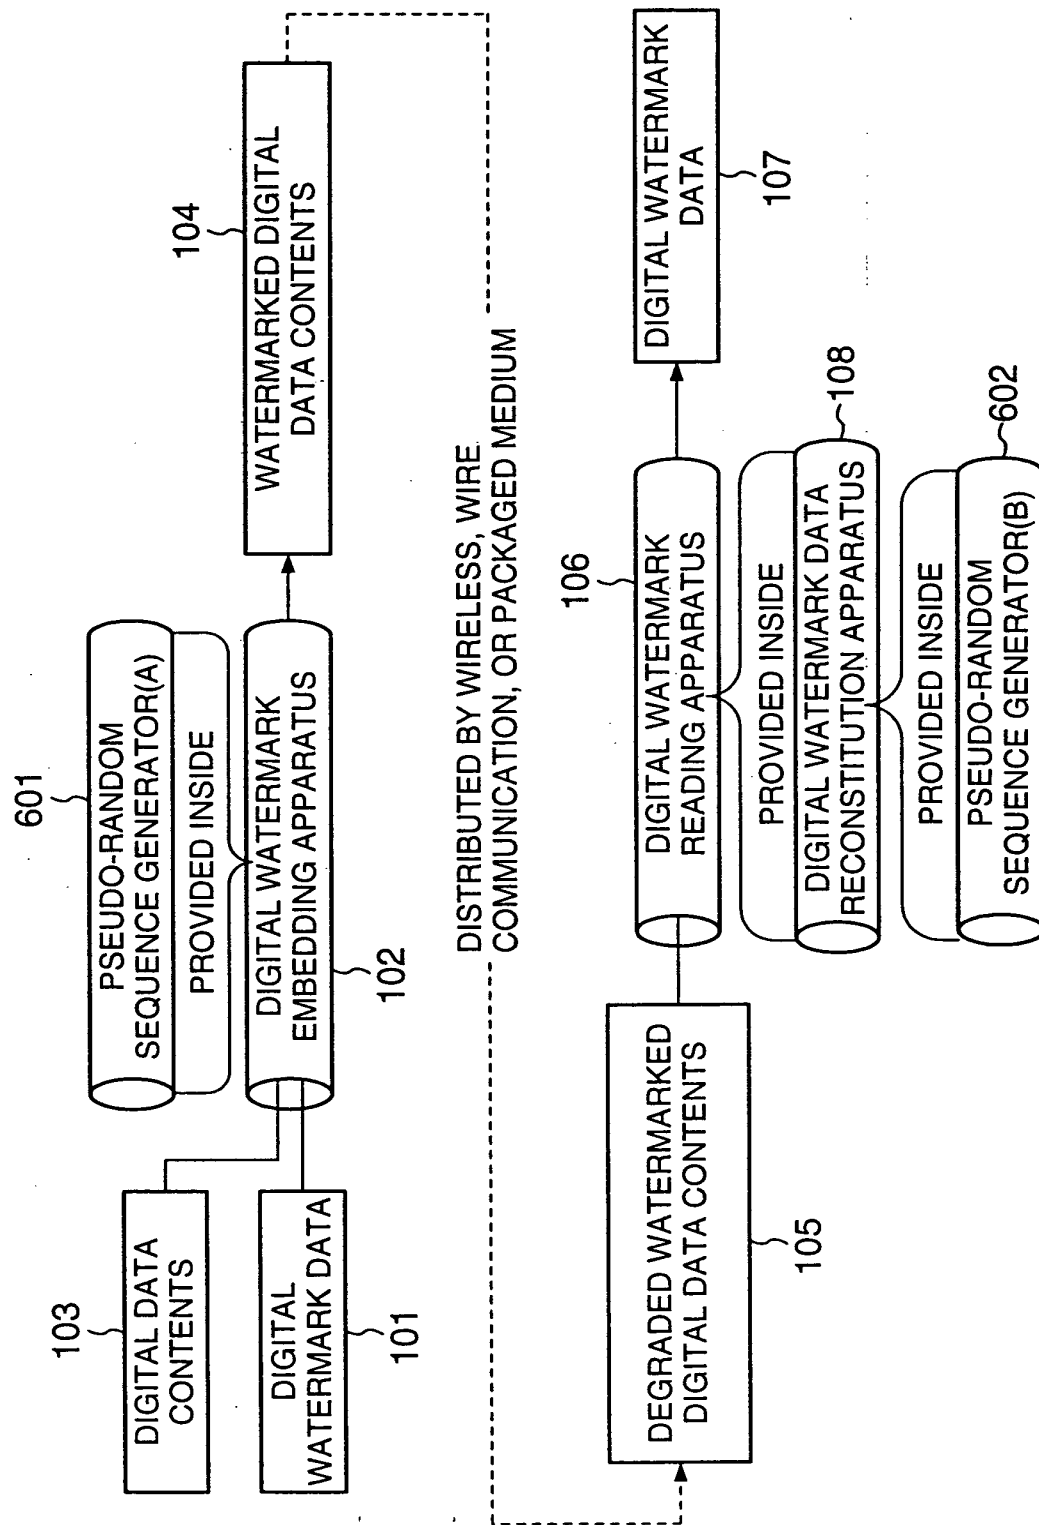 601
PSEUDO-RANDOM
SEQUENCE GENERATOR(A)
PROVIDED INSIDE
103
DIGITAL DATA
CONTENTS
DIGITAL
WATERMARK DATA
101
DIGITAL WATERMARK
EMBEDDING APPARATUS
102
104
WATERMARKED DIGITAL
DATA CONTENTS
DISTRIBUTED BY WIRELESS, WIRE
COMMUNICATION, OR PACKAGED MEDIUM
DEGRADED WATERMARKED
DIGITAL DATA CONTENTS
105
106
DIGITAL WATERMARK
READING APPARATUS
DIGITAL WATERMARK
DATA
107
PROVIDED INSIDE
108
DIGITAL WATERMARK DATA
RECONSTITUTION APPARATUS
PROVIDED INSIDE
602
PSEUDO-RANDOM
SEQUENCE GENERATOR(B)